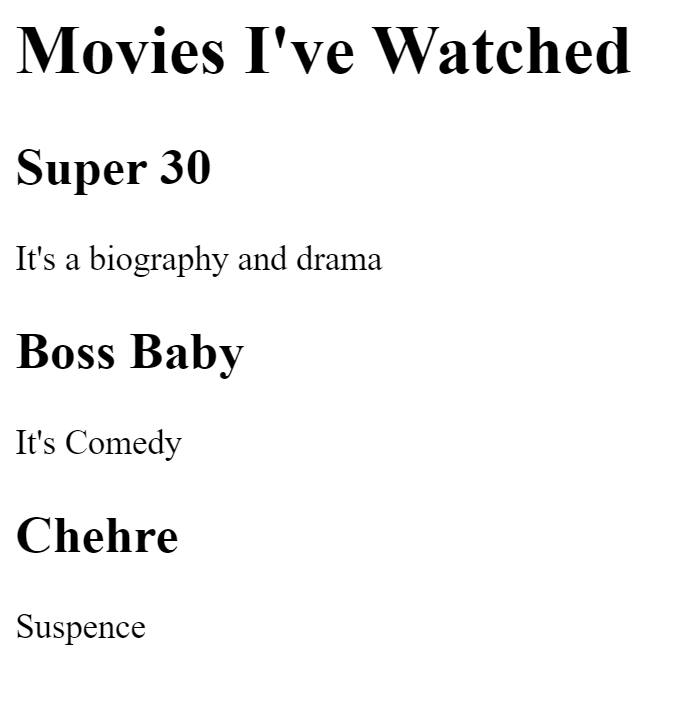 Movies I've Watched
Super 30
It's a biography and drama
Boss Baby
It's Comedy
Chehre
Suspence